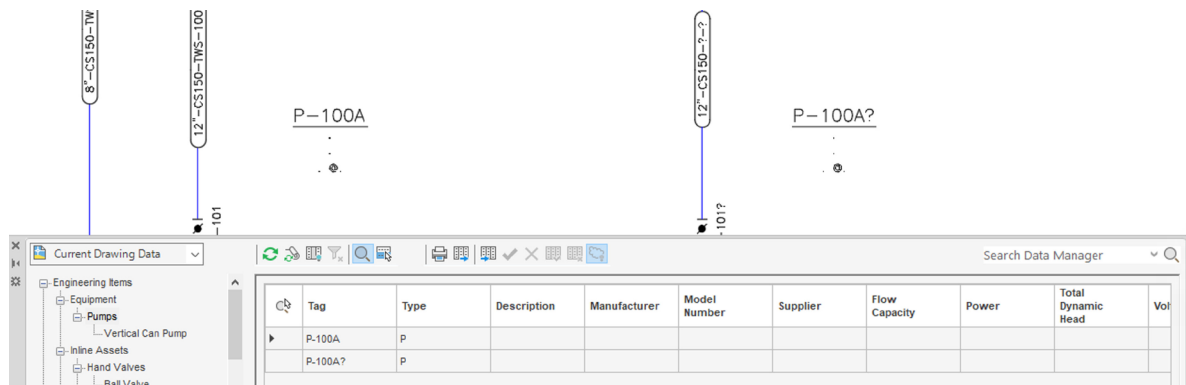 8"-CS150-TW
12"-CS150-TWS-100
P-100A
-101
12"-CS150-?-?
P-100A?
-101?
Current Drawing Data
Search Data Manager
Engineering Items
Equipment
Pumps
Vertical Can Pump
Inline Assets
Hand Valves
Ball Valve
Tag Type Description Manufacturer Model Number Supplier Flow Capacity Power Total Dynamic Head Vol
P-100A P
P-100A? P